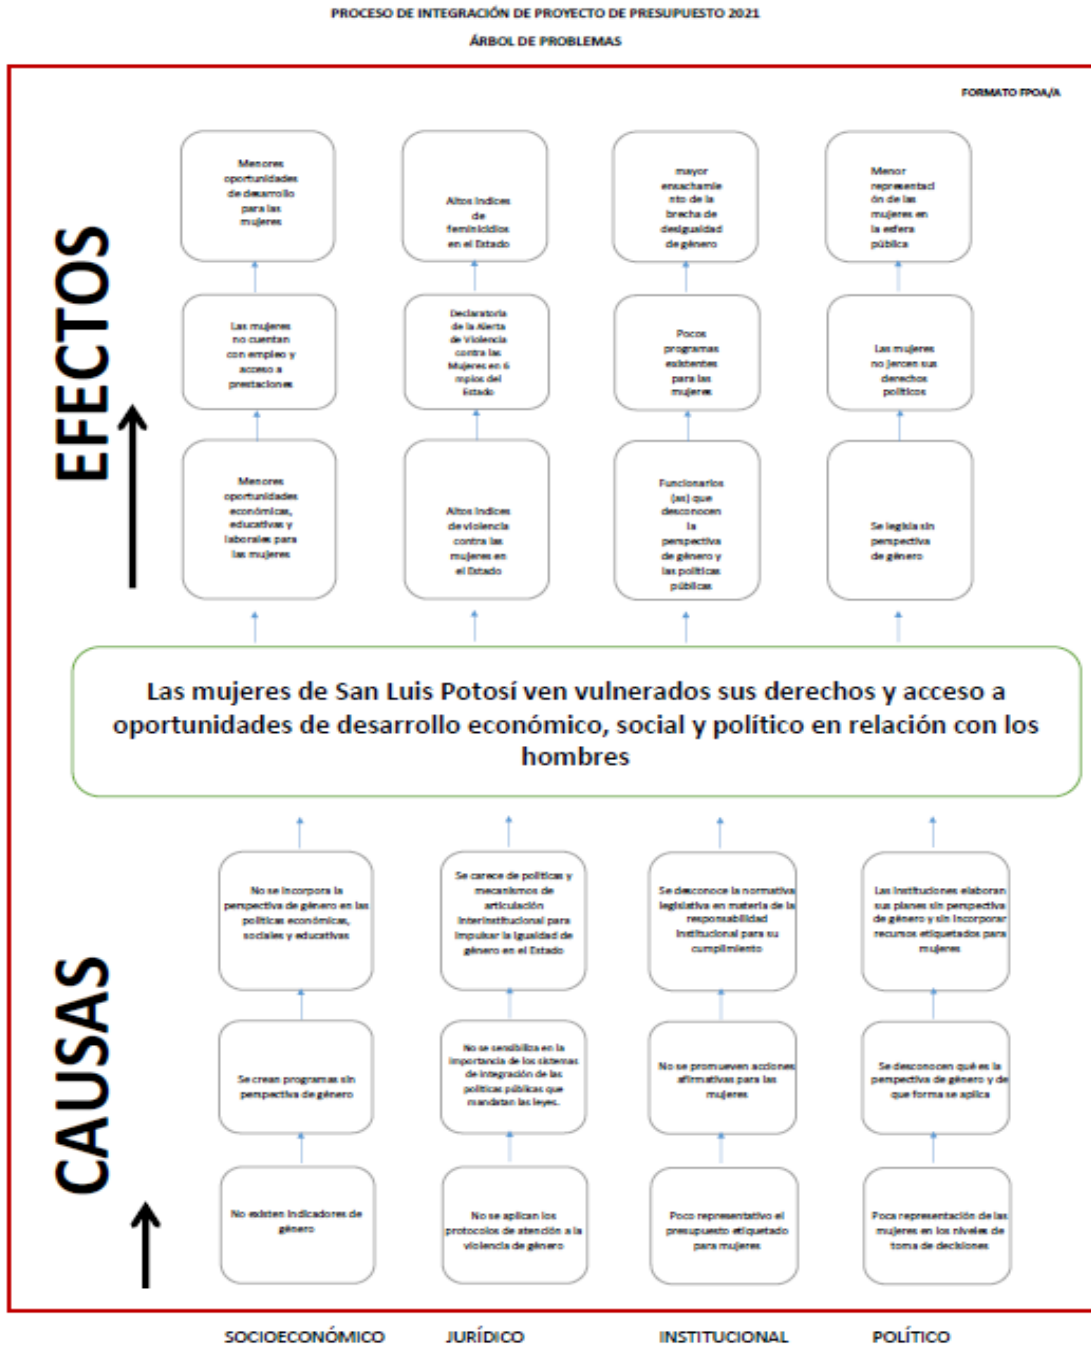 PROCESO DE INTEGRACIÓN DE PROYECTO DE PRESUPUESTO 2021
ÁRBOL DE PROBLEMAS
FORMATO FPOA/A
EFECTOS
Menores
oportunidades
de desarrollo
para las
mujeres
Altos indices
de
feminicidios
en el Estado
mayor
ensachamie
nto de la
brecha de
desigualdad
de género
Menor
representaci
ón de las
mujeres en
la esfera
pública
Las mujeres
no cuentan
con empleo y
acceso a
prestaciones
Declaratoria
de la Alerta
de Violencia
contra las
Mujeres en 6
mpios del
Estado
Pocos
programas
existentes
para las
mujeres
Las mujeres
no jercen sus
derechos
políticos
Menores
oportunidades
económicas,
educativas y
laborales para
las mujeres
Altos indices
de violencia
contra las
mujeres en
el Estado
Funcionarios
(as) que
desconocen
la
perspectiva
de género y
las políticas
públicas
Se legisla sin
perspectiva
de género
Las mujeres de San Luis Potosí ven vulnerados sus derechos y acceso a
oportunidades de desarrollo económico, social y político en relación con los
hombres
CAUSAS
No se incorpora la
perspectiva de género en las
políticas económicas,
sociales y educativas
Se carece de políticas y
mecanismos de
articulación
interinstitucional para
impulsar la igualdad de
género en el Estado
Se desconoce la normativa
legislativa en materia de la
responsabilidad
institucional para su
cumplimiento
Las instituciones elaboran
sus planes sin perspectiva
de género y sin incorporar
recursos etiquetados para
mujeres
Se crean programas sin
perspectiva de género
No se sensibiliza en la
importancia de los sistemas
de integración de las
políticas públicas que
mandatan las leyes.
No se promueven acciones
afirmativas para las
mujeres
Se desconocen qué es la
perspectiva de género y de
que forma se aplica
No existen indicadores de
género
No se aplican los
protocolos de atención a la
violencia de género
Poco representativo el
presupuesto etiquetado
para mujeres
Poca representación de las
mujeres en los niveles de
toma de decisiones
SOCIOECONÓMICO
JURÍDICO
INSTITUCIONAL
POLÍTICO